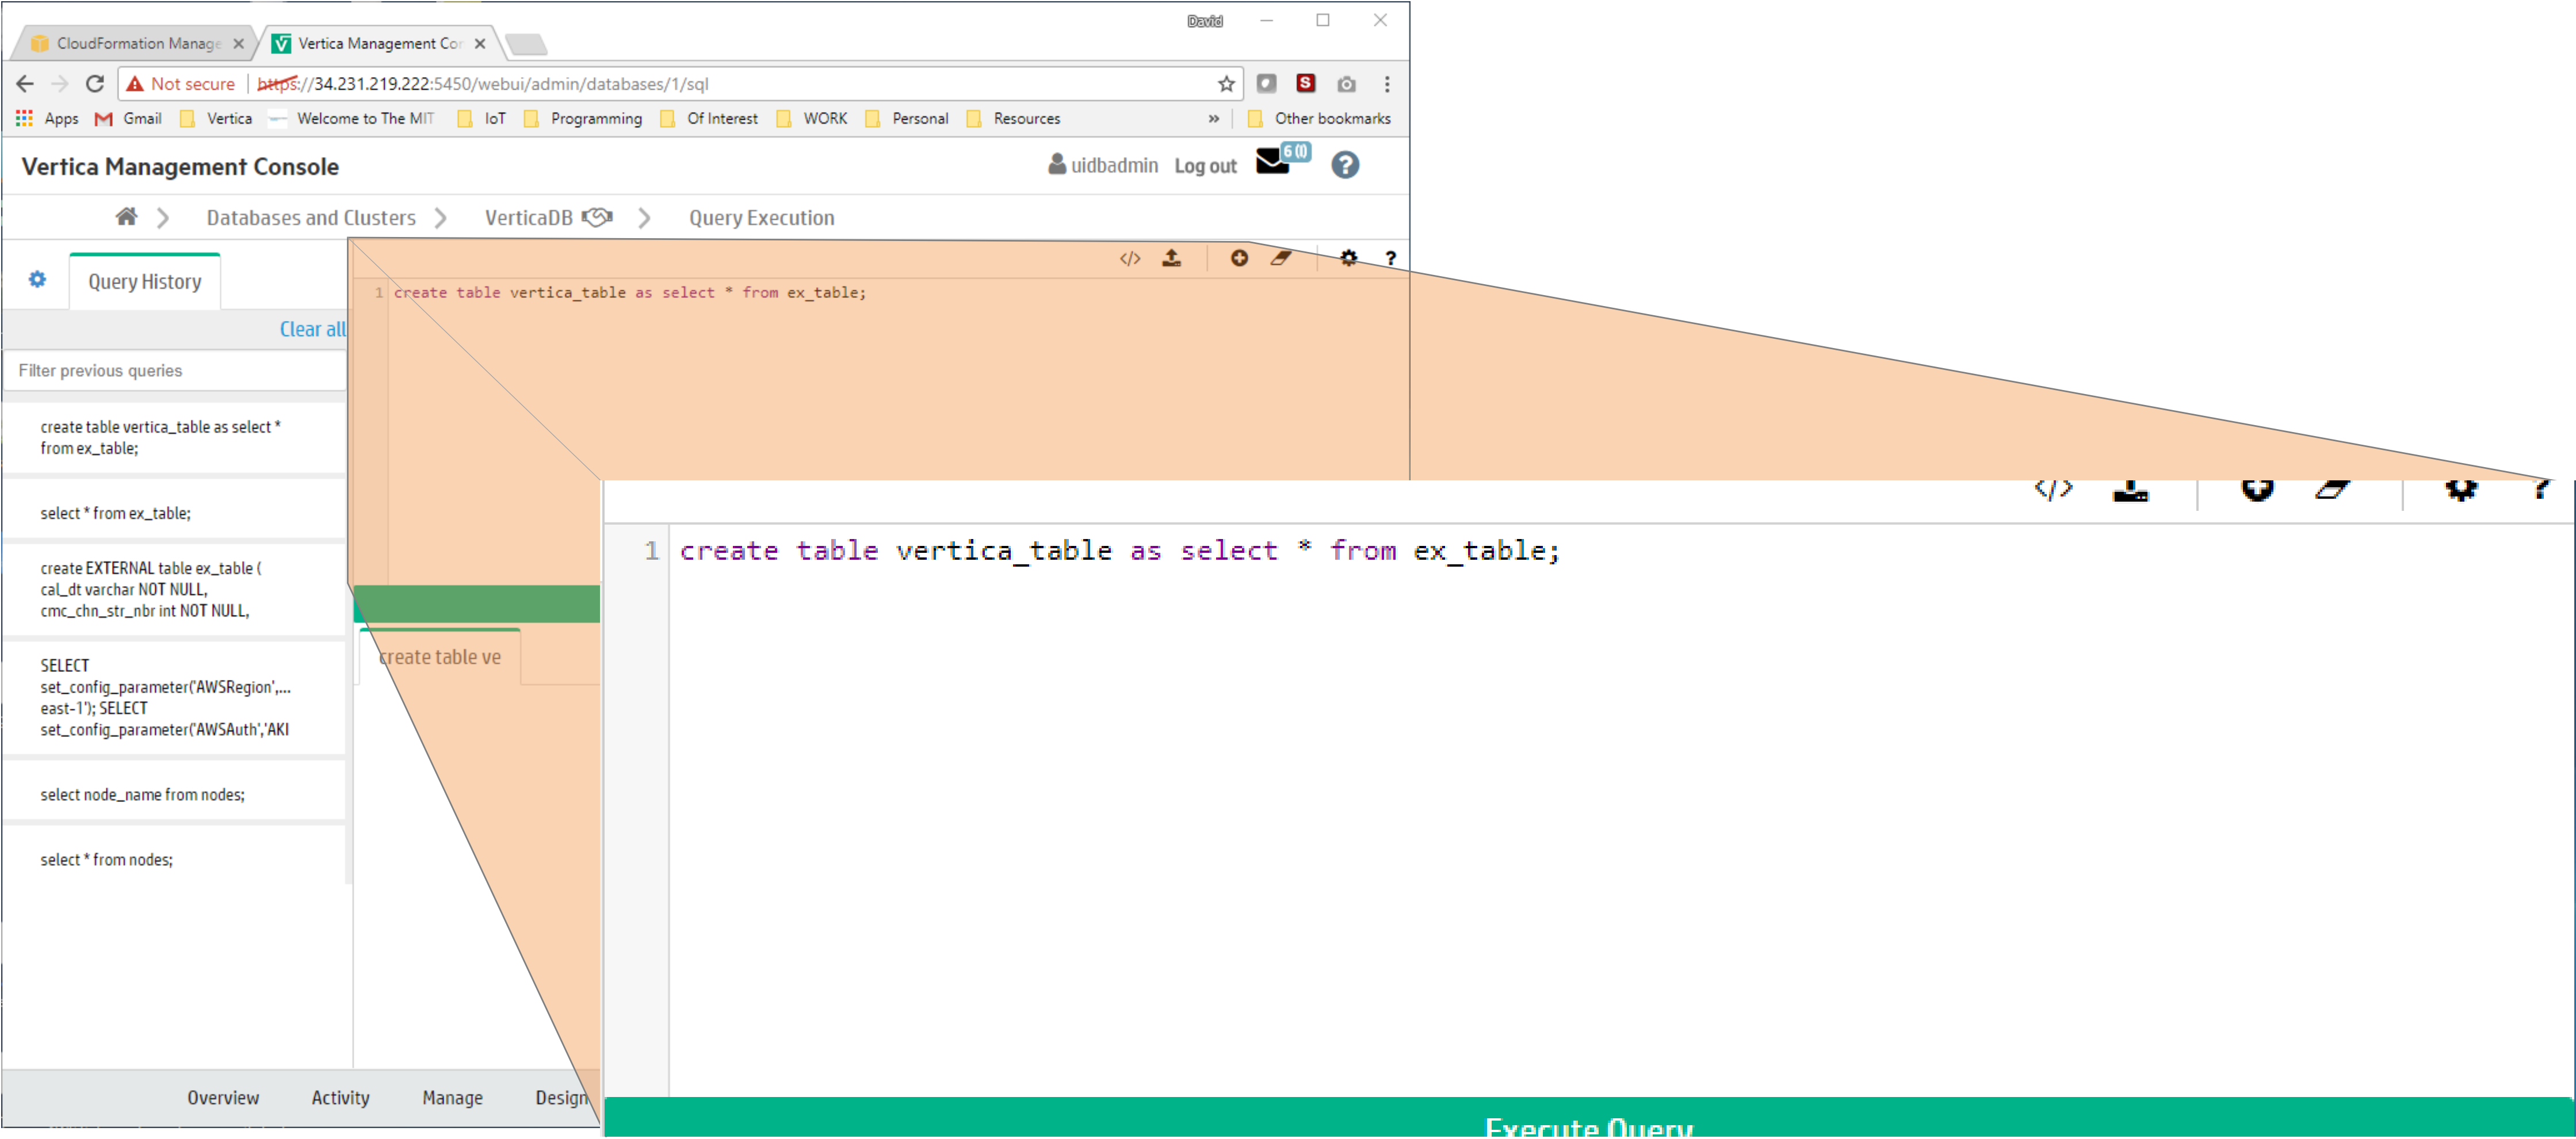 David
CloudFormation Manage
Vertica Management Con
Not secure https://34.231.219.222:5450/webui/admin/databases/1/sql
Apps Gmail Vertica Welcome to The MIT IoT Programming Of Interest WORK Personal Resources » Other bookmarks
Vertica Management Console
uidbadmin Log out 6 (!)
Databases and Clusters VerticaDB Query Execution
Query History
Clear all
Filter previous queries
create table vertica_table as select *
from ex_table;
select * from ex_table;
create EXTERNAL table ex_table (
cal_dt varchar NOT NULL,
cmc_chn_str_nbr int NOT NULL,
SELECT
set_config_parameter('AWSRegion',...
east-1'); SELECT
set_config_parameter('AWSAuth','AKI
select node_name from nodes;
select * from nodes;
1 create table vertica_table as select * from ex_table;
create table ve
Overview Activity Manage Design
1 create table vertica_table as select * from ex_table;
Execute Query